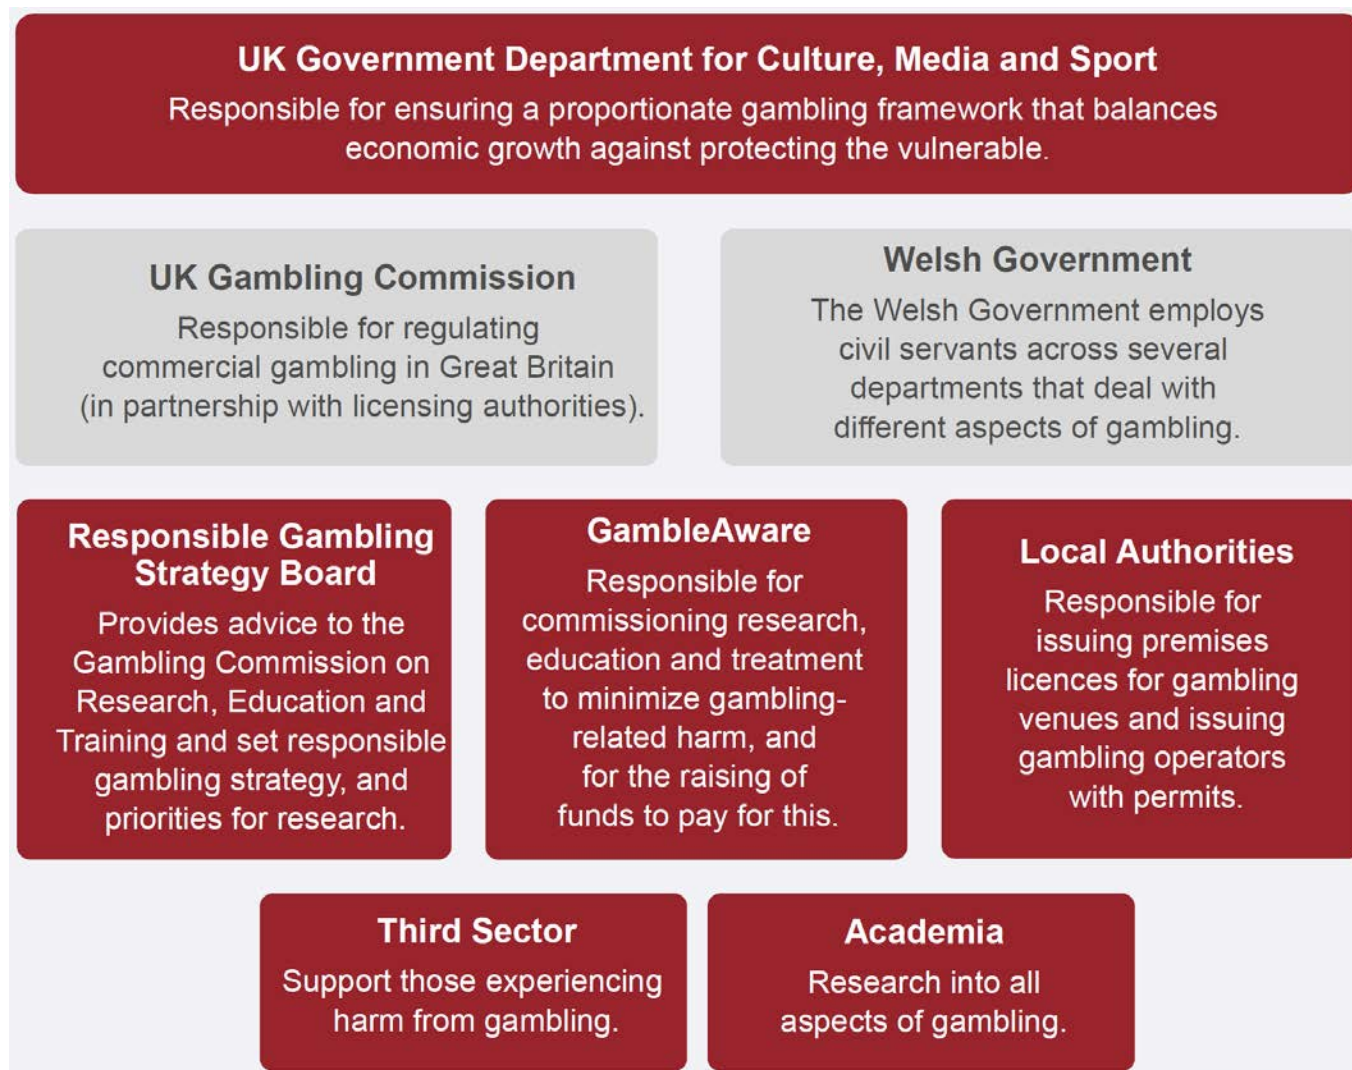 UK Government Department for Culture, Media and Sport
Responsible for ensuring a proportionate gambling framework that balances
economic growth against protecting the vulnerable.
UK Gambling Commission
Responsible for regulating
commercial gambling in Great Britain
(in partnership with licensing authorities).
Welsh Government
The Welsh Government employs
civil servants across several
departments that deal with
different aspects of gambling.
Responsible Gambling
Strategy Board
Provides advice to the
Gambling Commission on
Research, Education and
Training and set responsible
gambling strategy, and
priorities for research.
GambleAware
Responsible for
commissioning research,
education and treatment
to minimize gambling-
related harm, and
for the raising of
funds to pay for this.
Local Authorities
Responsible for
issuing premises
licences for gambling
venues and issuing
gambling operators
with permits.
Third Sector
Support those experiencing
harm from gambling.
Academia
Research into all
aspects of gambling.